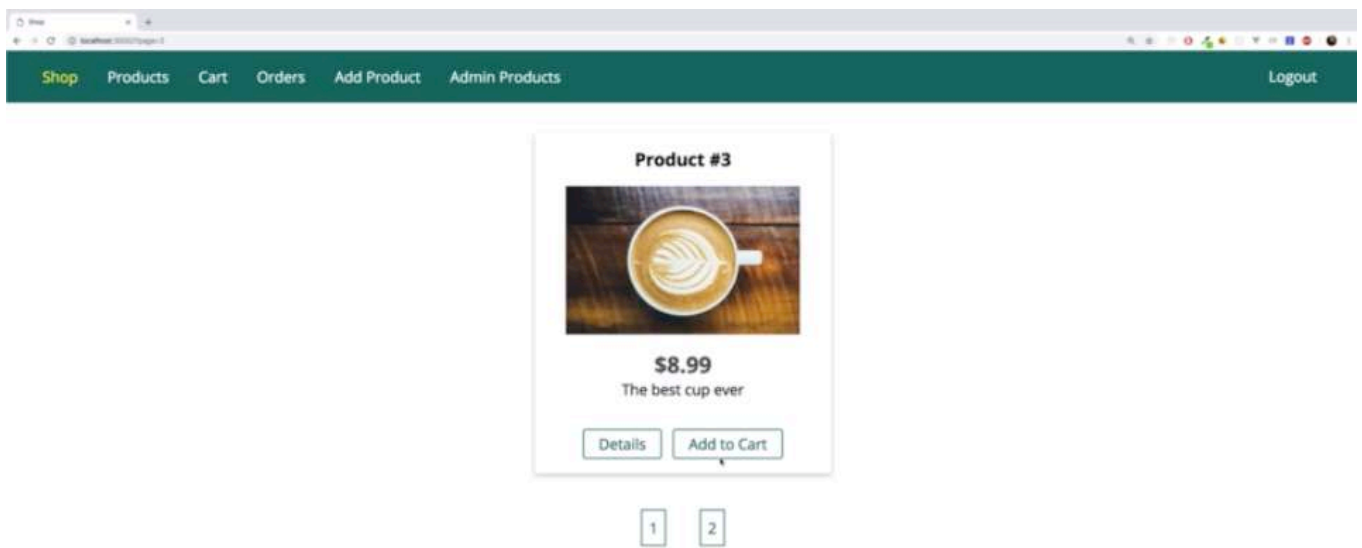 Shop
Shop Products Cart Orders Add Product Admin Products Logout
Product #3
$8.99
The best cup ever
Details Add to Cart
1 2